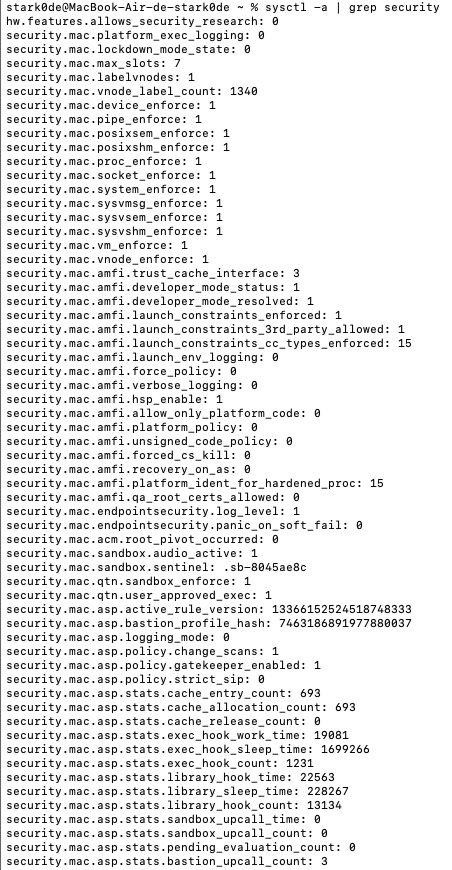 stark0de@MacBook-Air-de-stark0de ~ % sysctl -a | grep security
hw.features.allows_security_research: 0
security.mac.platform_exec_logging: 0
security.mac.lockdown_mode_state: 0
security.mac.max_slots: 7
security.mac.labelvnodes: 1
security.mac.vnode_label_count: 1340
security.mac.device_enforce: 1
security.mac.pipe_enforce: 1
security.mac.posixsem_enforce: 1
security.mac.posixshm_enforce: 1
security.mac.proc_enforce: 1
security.mac.socket_enforce: 1
security.mac.system_enforce: 1
security.mac.sysvmsg_enforce: 1
security.mac.sysvsem_enforce: 1
security.mac.sysvshm_enforce: 1
security.mac.vm_enforce: 1
security.mac.vnode_enforce: 1
security.mac.amfi.trust_cache_interface: 3
security.mac.amfi.developer_mode_status: 1
security.mac.amfi.developer_mode_resolved: 1
security.mac.amfi.launch_constraints_enforced: 1
security.mac.amfi.launch_constraints_3rd_party_allowed: 1
security.mac.amfi.launch_constraints_cc_types_enforced: 15
security.mac.amfi.launch_env_logging: 0
security.mac.amfi.force_policy: 0
security.mac.amfi.verbose_logging: 0
security.mac.amfi.hsp_enable: 1
security.mac.amfi.allow_only_platform_code: 0
security.mac.amfi.platform_policy: 0
security.mac.amfi.unsigned_code_policy: 0
security.mac.amfi.forced_cs_kill: 0
security.mac.amfi.recovery_on_as: 0
security.mac.amfi.platform_ident_for_hardened_proc: 15
security.mac.amfi.qa_root_certs_allowed: 0
security.mac.endpointsecurity.log_level: 1
security.mac.endpointsecurity.panic_on_soft_fail: 0
security.mac.acm.root_pivot_occurred: 0
security.mac.sandbox.audio_active: 1
security.mac.sandbox.sentinel: .sb-8045ae8c
security.mac.qtn.sandbox_enforce: 1
security.mac.qtn.user_approved_exec: 1
security.mac.asp.active_rule_version: 13366152524518748333
security.mac.asp.bastion_profile_hash: 7463186891977880037
security.mac.asp.logging_mode: 0
security.mac.asp.policy.change_scans: 1
security.mac.asp.policy.gatekeeper_enabled: 1
security.mac.asp.policy.strict_sip: 0
security.mac.asp.stats.cache_entry_count: 693
security.mac.asp.stats.cache_allocation_count: 693
security.mac.asp.stats.cache_release_count: 0
security.mac.asp.stats.exec_hook_work_time: 19081
security.mac.asp.stats.exec_hook_sleep_time: 1699266
security.mac.asp.stats.exec_hook_count: 1231
security.mac.asp.stats.library_hook_time: 22563
security.mac.asp.stats.library_sleep_time: 228267
security.mac.asp.stats.library_hook_count: 13134
security.mac.asp.stats.sandbox_upcall_time: 0
security.mac.asp.stats.sandbox_upcall_count: 0
security.mac.asp.stats.pending_evaluation_count: 0
security.mac.asp.stats.bastion_upcall_count: 3